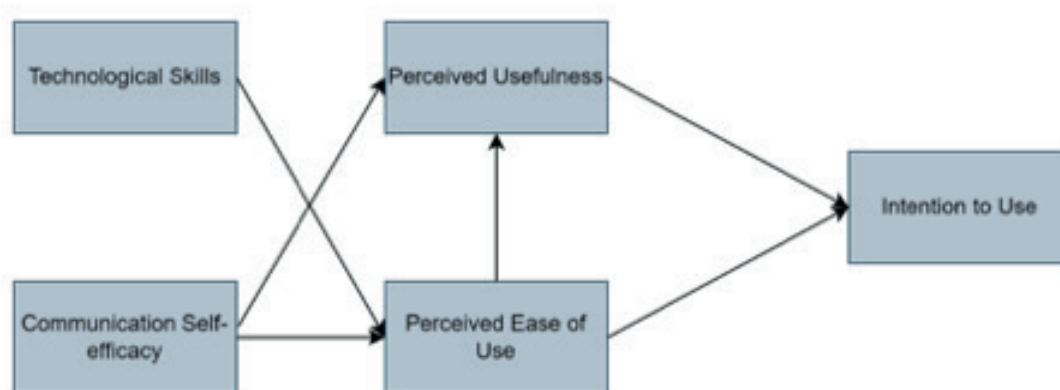 Technological Skills
Perceived Usefulness
Intention to Use
Communication Self-
efficacy
Perceived Ease of
Use